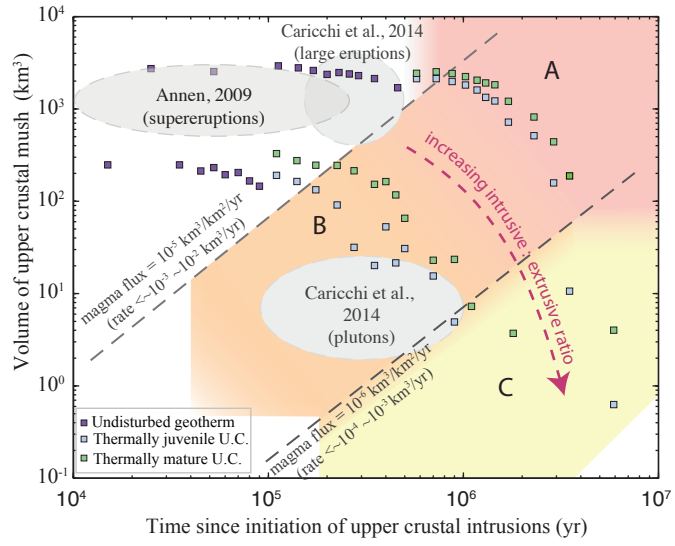 Caricchi et al., 2014
(large eruptions)
A
Annen, 2009
(supereruptions)
increasing intrusive : extrusive ratio
B
magma flux = 10⁻⁵ km³/km²/yr
(rate <~10⁻³ ~10⁻² km³/yr)
Caricchi et al.,
2014
(plutons)
C
magma flux = 10⁻⁶ km³/km²/yr
(rate <~10⁻⁴ ~10⁻³ km³/yr)
Undisturbed geotherm
Thermally juvenile U.C.
Thermally mature U.C.
Volume of upper crustal mush (km³)
10⁴
10³
10²
10¹
10⁰
10⁻¹
10⁴ 10⁵ 10⁶ 10⁷
Time since initiation of upper crustal intrusions (yr)